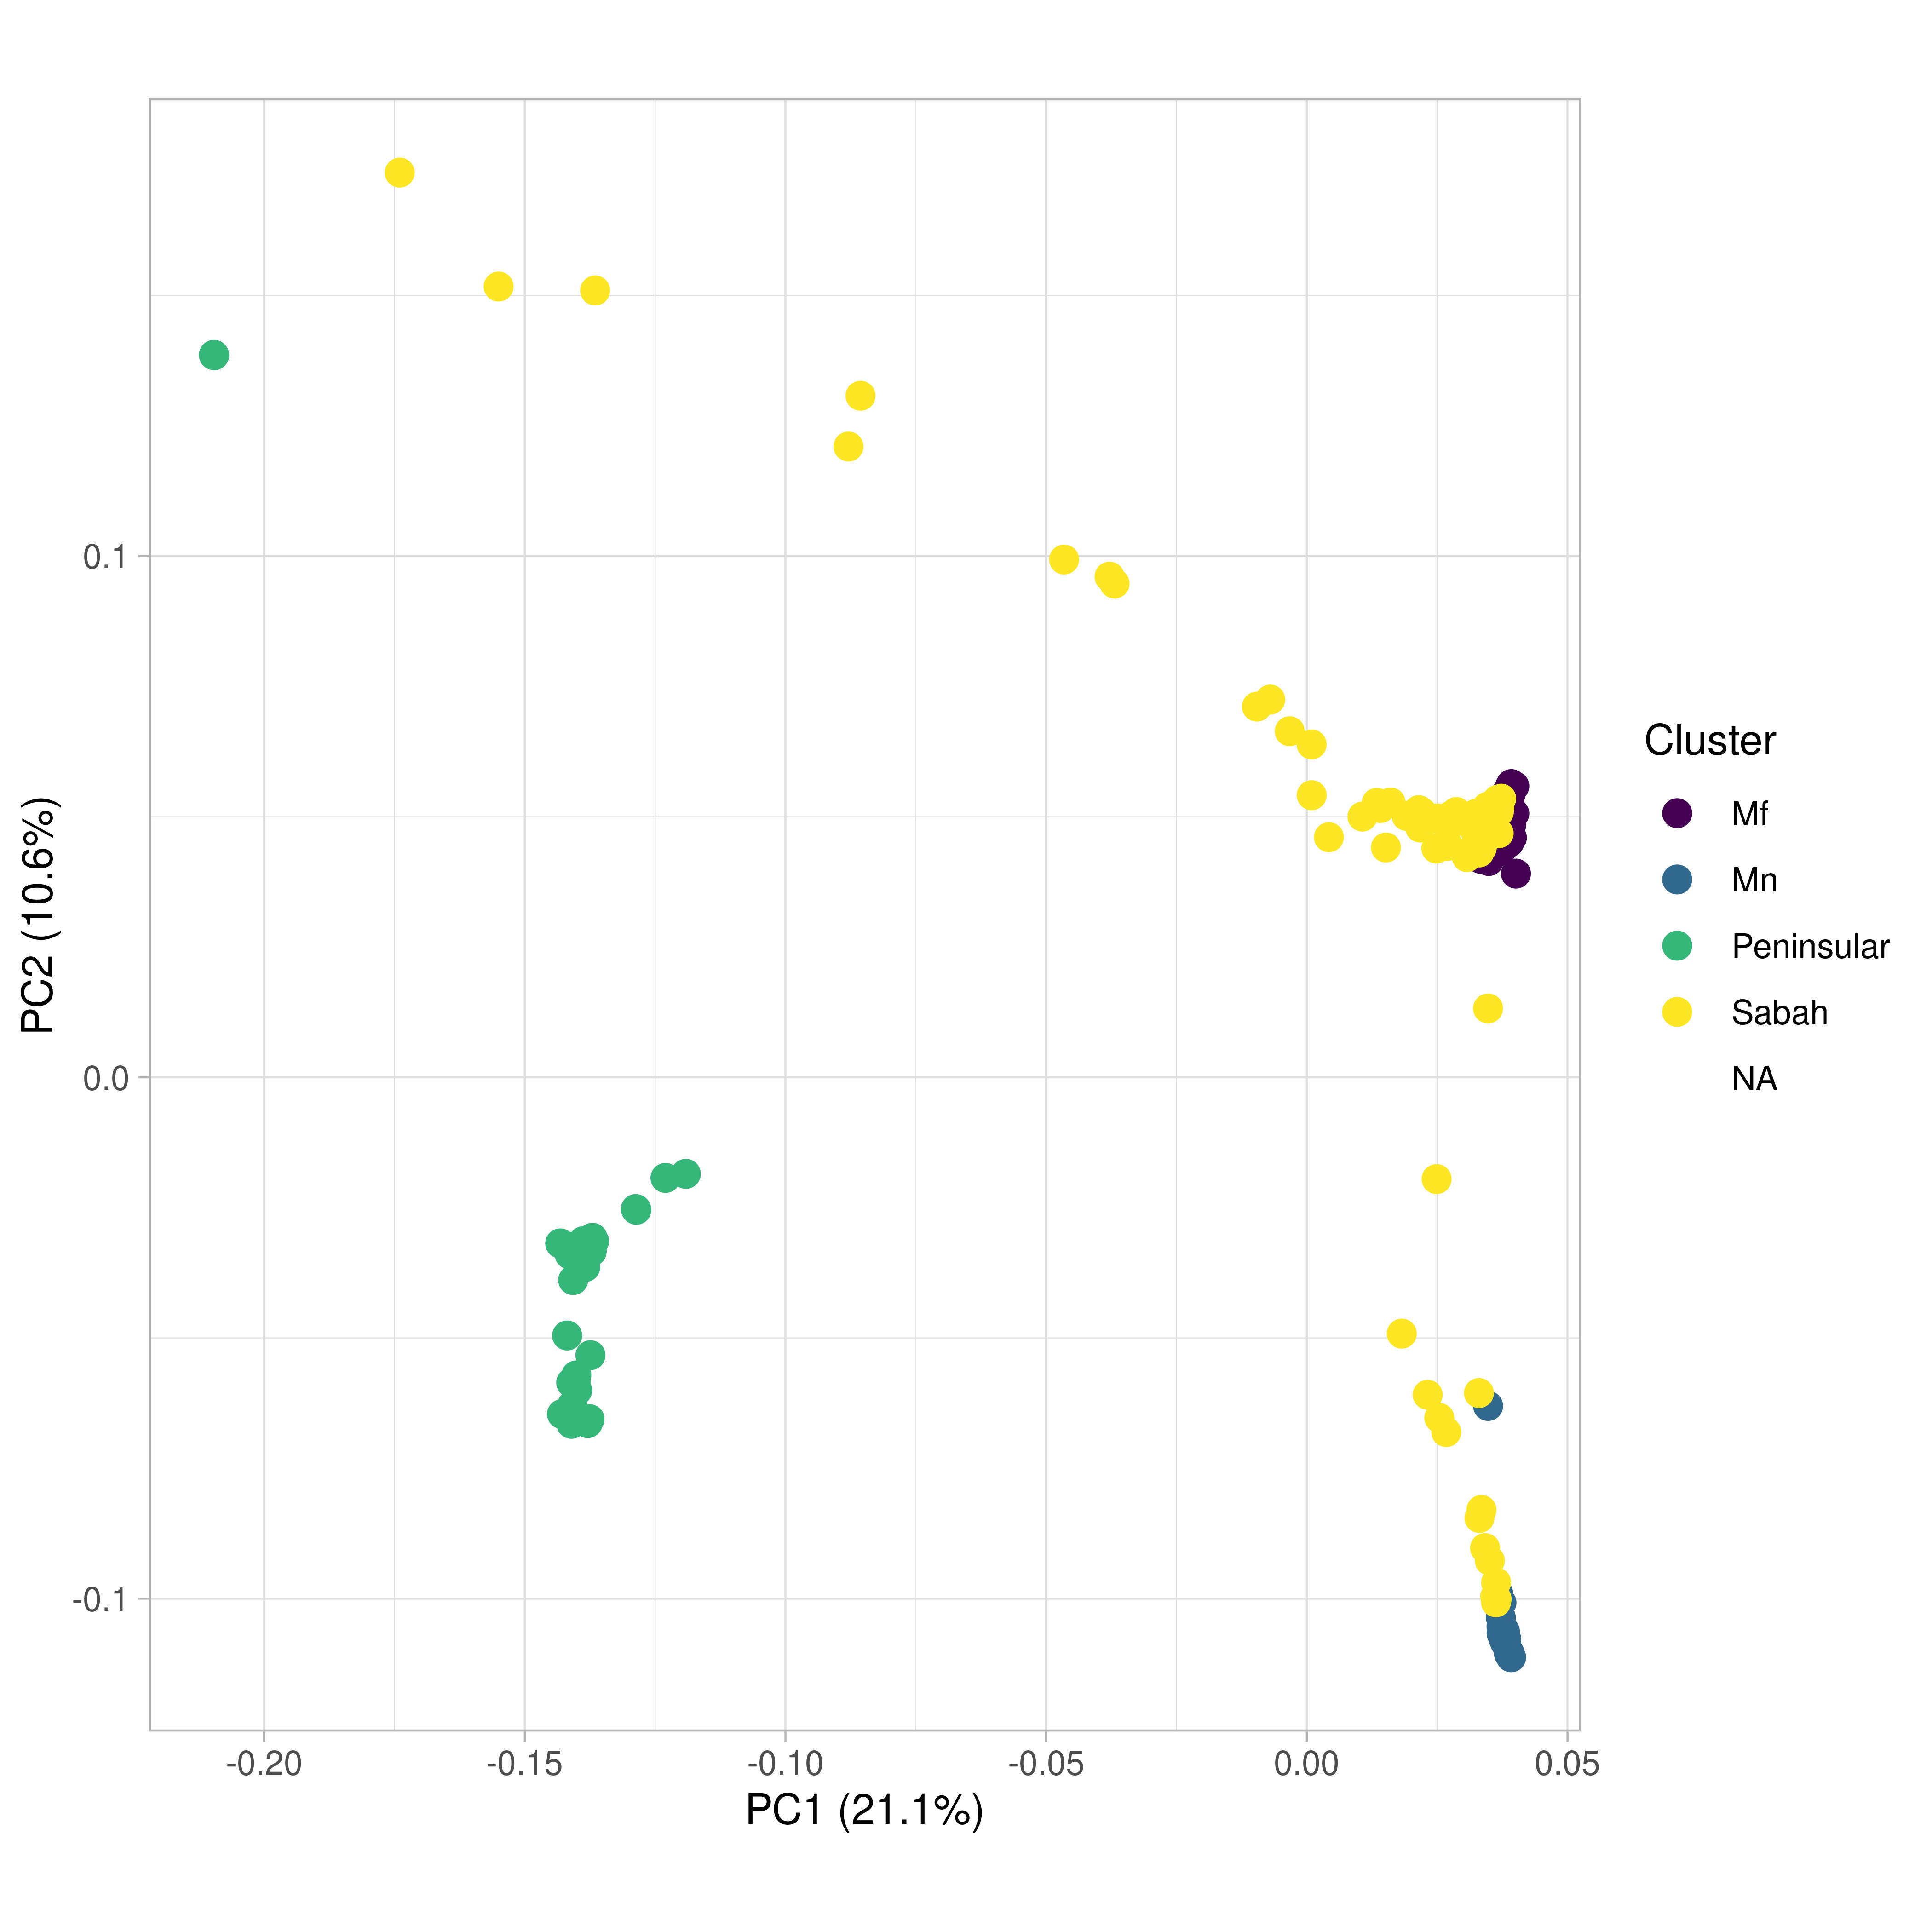 0.1
0.0
-0.1
PC2 (10.6%)
-0.20
-0.15
-0.10
-0.05
0.00
0.05
PC1 (21.1%)
Cluster
Mf
Mn
Peninsular
Sabah
NA